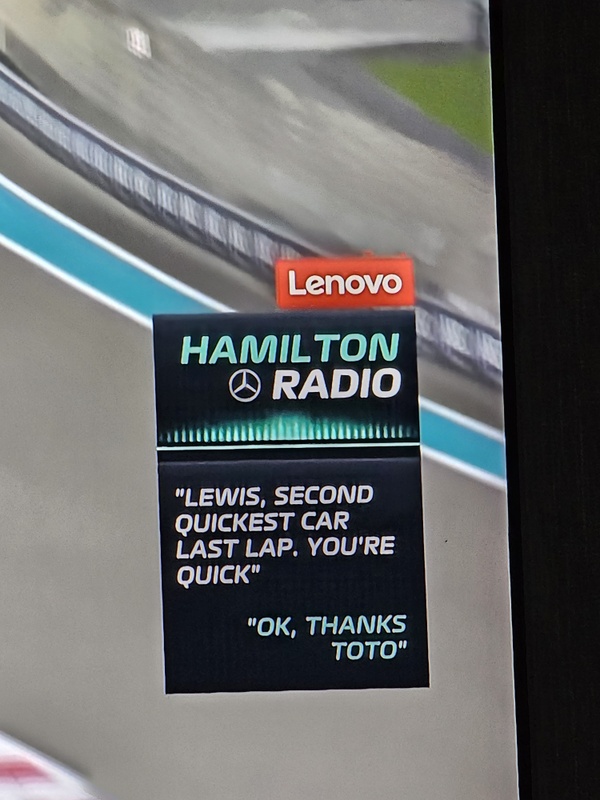 Lenovo
HAMILTON
RADIO
"LEWIS, SECOND
QUICKEST CAR
LAST LAP. YOU'RE
QUICK"
"OK, THANKS
TOTO"